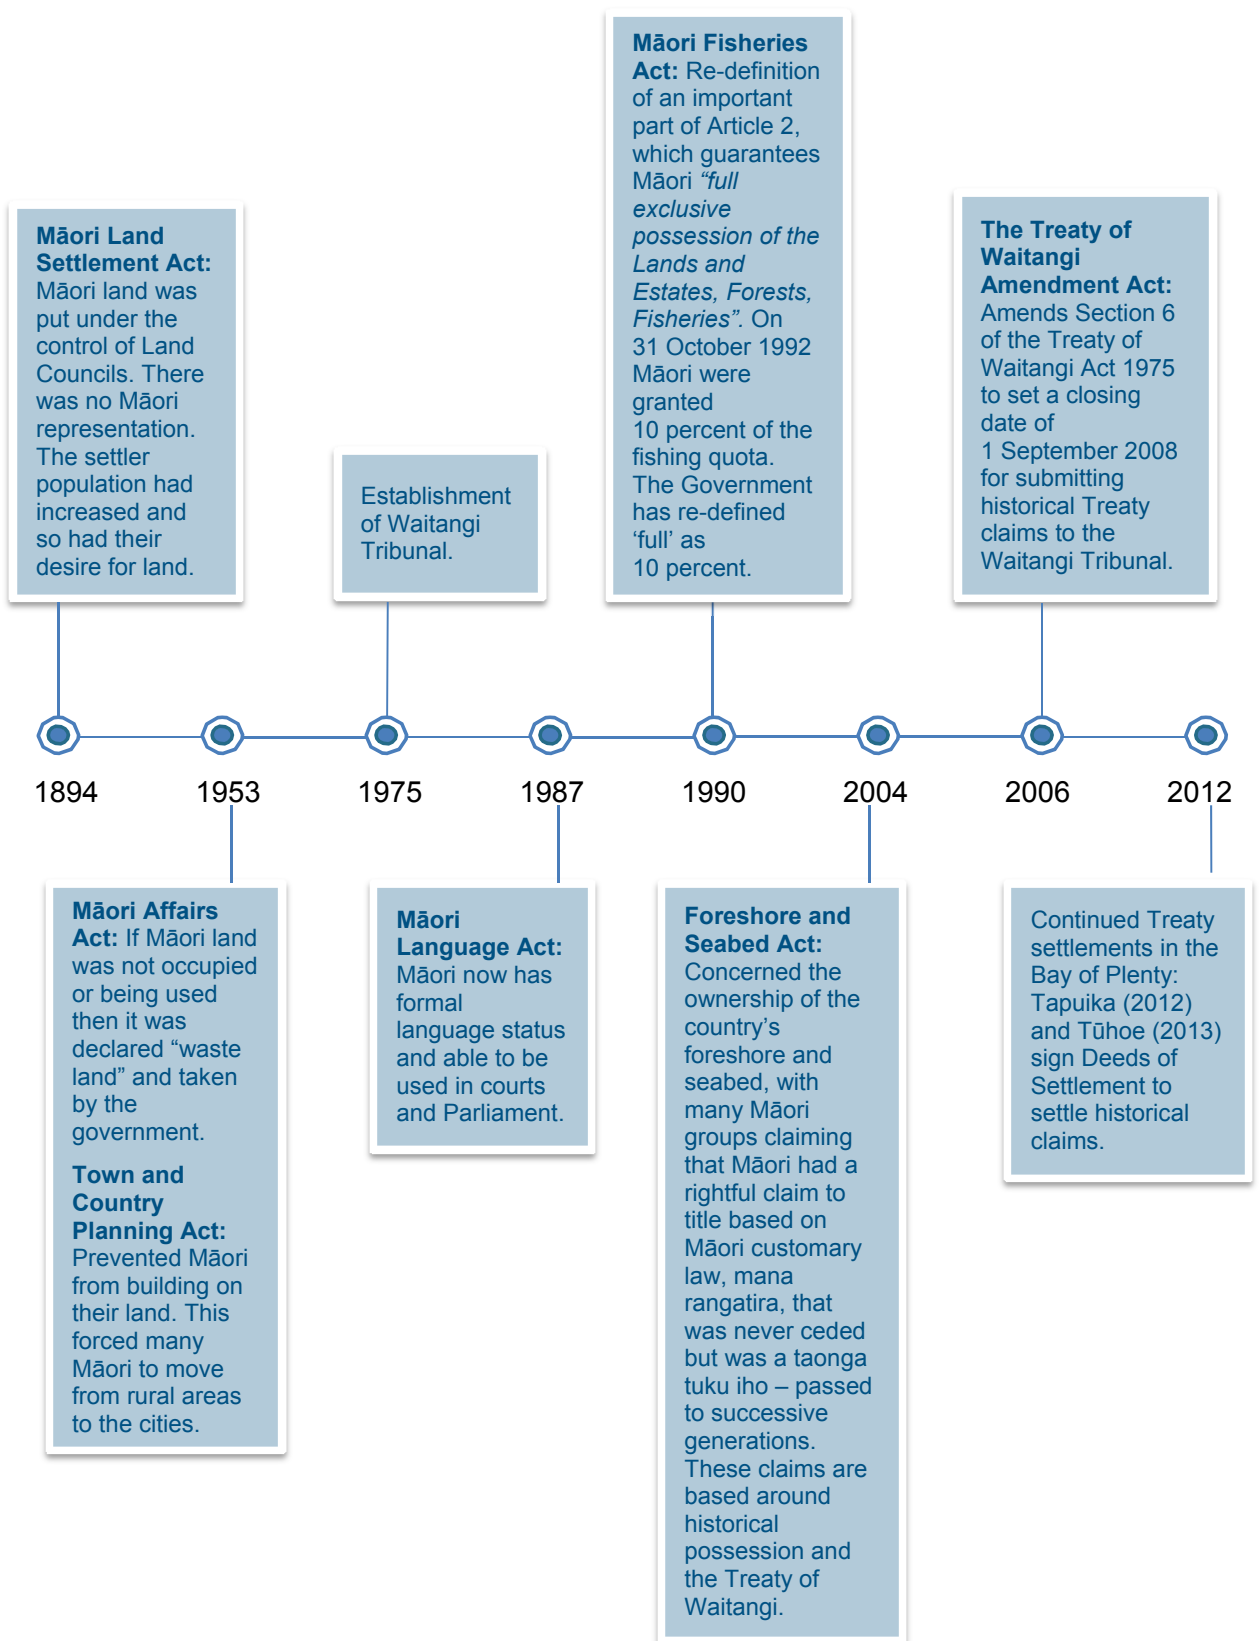 Māori Fisheries
Act: Re-definition
of an important
part of Article 2,
which guarantees
Māori “full
exclusive
possession of the
Lands and
Estates, Forests,
Fisheries”. On
31 October 1992
Māori were
granted
10 percent of the
fishing quota.
The Government
has re-defined
‘full’ as
10 percent.
Māori Land
Settlement Act:
Māori land was
put under the
control of Land
Councils. There
was no Māori
representation.
The settler
population had
increased and
so had their
desire for land.
The Treaty of
Waitangi
Amendment Act:
Amends Section 6
of the Treaty of
Waitangi Act 1975
to set a closing
date of
1 September 2008
for submitting
historical Treaty
claims to the
Waitangi Tribunal.
Establishment
of Waitangi
Tribunal.
1894 1953 1975 1987 1990 2004 2006 2012
Māori Affairs
Act: If Māori land
was not occupied
or being used
then it was
declared “waste
land” and taken
by the
government.
Town and
Country
Planning Act:
Prevented Māori
from building on
their land. This
forced many
Māori to move
from rural areas
to the cities.
Māori
Language Act:
Māori now has
formal
language status
and able to be
used in courts
and Parliament.
Foreshore and
Seabed Act:
Concerned the
ownership of the
country’s
foreshore and
seabed, with
many Māori
groups claiming
that Māori had a
rightful claim to
title based on
Māori customary
law, mana
rangatira, that
was never ceded
but was a taonga
tuku iho – passed
to successive
generations.
These claims are
based around
historical
possession and
the Treaty of
Waitangi.
Continued Treaty
settlements in the
Bay of Plenty:
Tapuika (2012)
and Tūhoe (2013)
sign Deeds of
Settlement to
settle historical
claims.